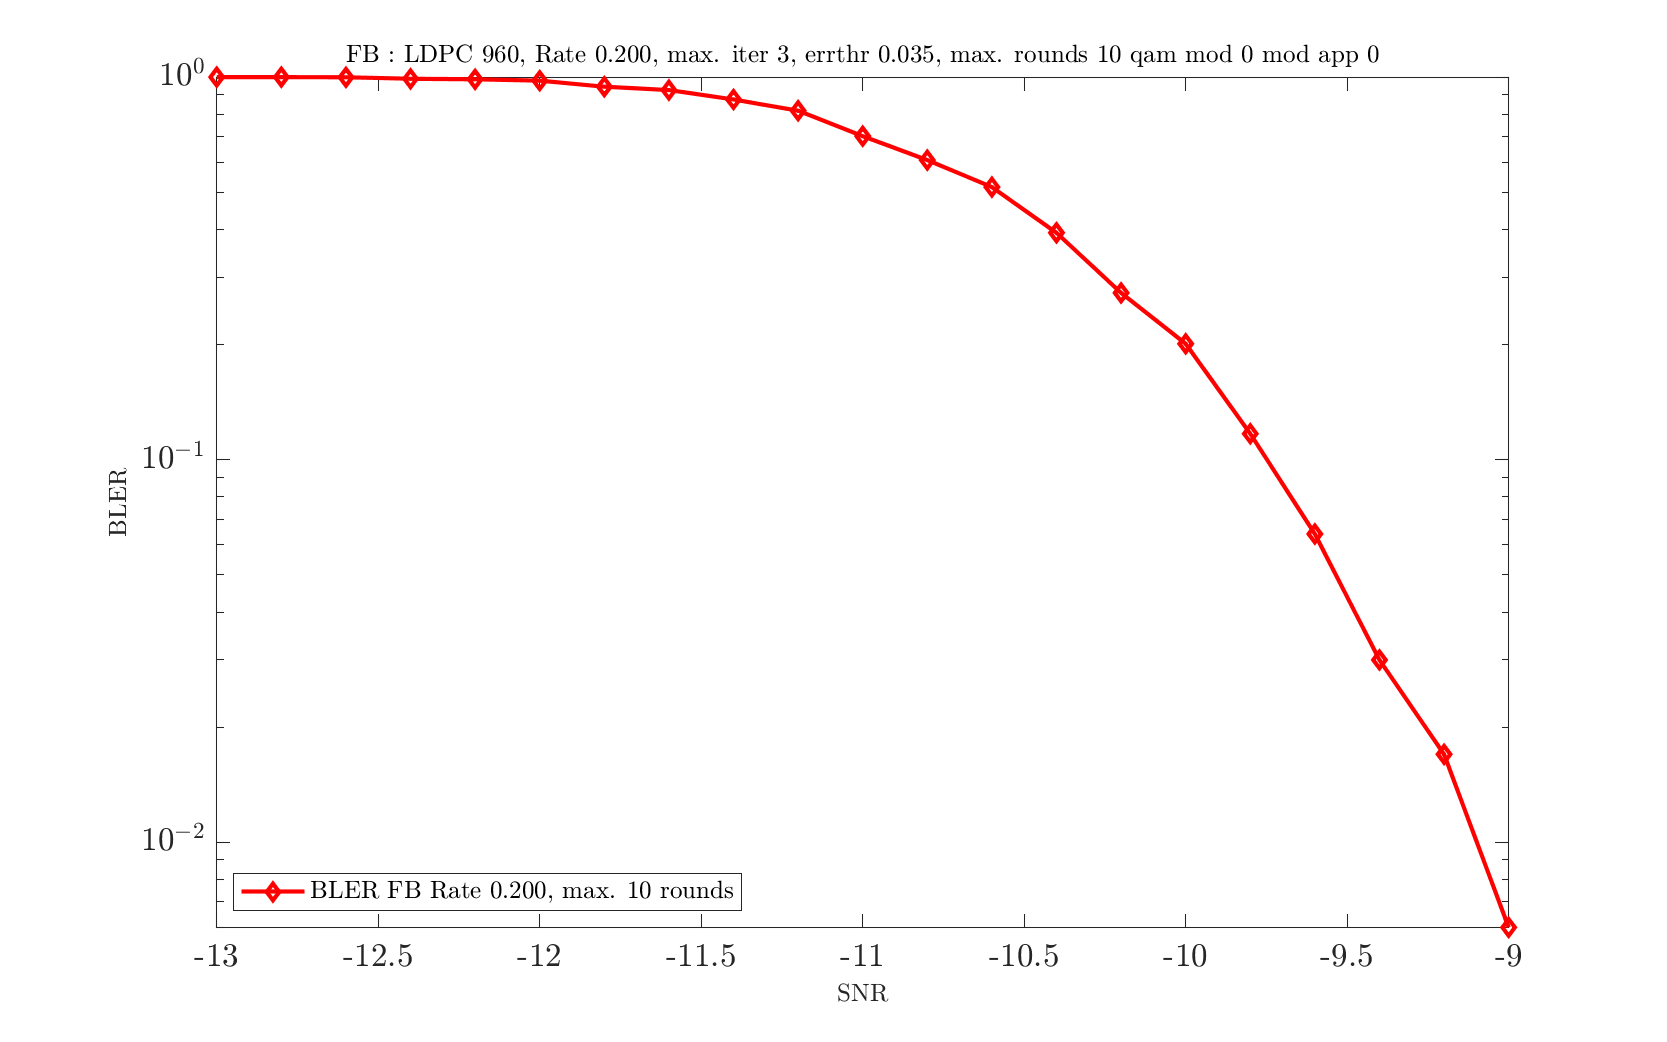 FB : LDPC 960, Rate 0.200, max. iter 3, errthr 0.035, max. rounds 10 qam mod 0 mod app 0
10^0
10^{-1}
10^{-2}
BLER
BLER FB Rate 0.200, max. 10 rounds
-13 -12.5 -12 -11.5 -11 -10.5 -10 -9.5 -9
SNR